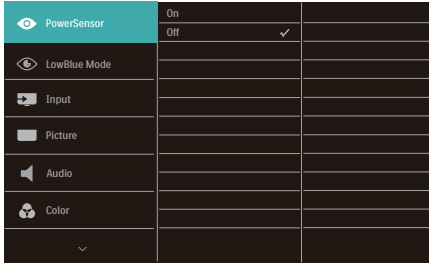 PowerSensor
On
Off
LowBlue Mode
Input
Picture
Audio
Color